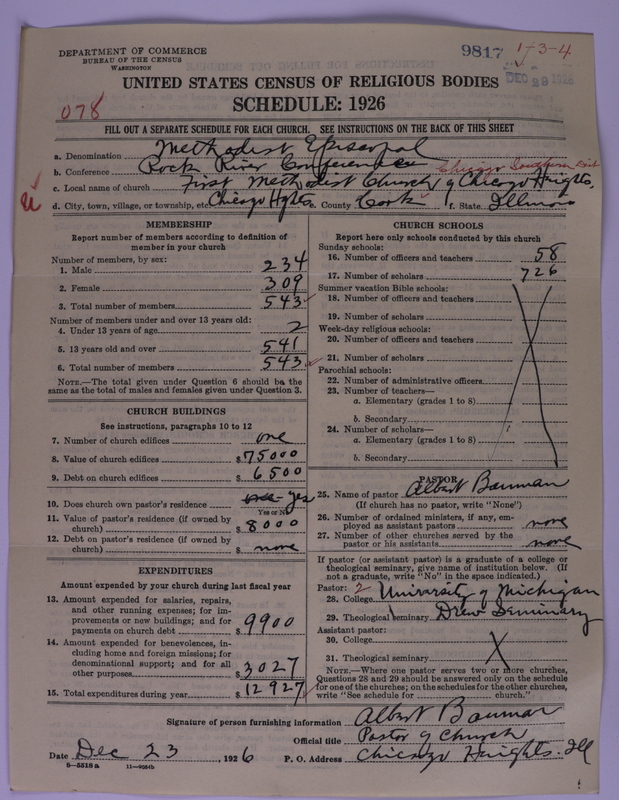 DEPARTMENT OF COMMERCE
BUREAU OF THE CENSUS
WASHINGTON
9817 1-3-4
DEC 29 1926
UNITED STATES CENSUS OF RELIGIOUS BODIES
SCHEDULE: 1926
078
FILL OUT A SEPARATE SCHEDULE FOR EACH CHURCH. SEE INSTRUCTIONS ON THE BACK OF THIS SHEET
a. Denomination Methodist Episcopal
b. Conference Rock River Conference Chicago Southern Dist
c. Local name of church First Methodist Church of Chicago Heights,
d. City, town, village, or township, etc. Chicago Hgts e. County Cook f. State Illinois
MEMBERSHIP
Report number of members according to definition of
member in your church
Number of members, by sex:
1. Male 234
2. Female 309
3. Total number of members 543
Number of members under and over 13 years old:
4. Under 13 years of age 2
5. 13 years old and over 541
6. Total number of members 543
NOTE.—The total given under Question 6 should be the
same as the total of males and females given under Question 3.
CHURCH BUILDINGS
See instructions, paragraphs 10 to 12
7. Number of church edifices one
8. Value of church edifices $75000
9. Debt on church edifices $6500
10. Does church own pastor's residence yes
Yes or No
11. Value of pastor's residence (if owned by
church) $8000
12. Debt on pastor's residence (if owned by
church) $ none
EXPENDITURES
Amount expended by your church during last fiscal year
13. Amount expended for salaries, repairs,
and other running expenses; for im-
provements or new buildings; and for
payments on church debt $9900
14. Amount expended for benevolences, in-
cluding home and foreign missions; for
denominational support; and for all
other purposes $3027
15. Total expenditures during year $12927
CHURCH SCHOOLS
Report here only schools conducted by this church
Sunday schools:
16. Number of officers and teachers 58
17. Number of scholars 726
Summer vacation Bible schools:
18. Number of officers and teachers
19. Number of scholars
Week-day religious schools:
20. Number of officers and teachers
21. Number of scholars
Parochial schools:
22. Number of administrative officers
23. Number of teachers—
a. Elementary (grades 1 to 8)
b. Secondary
24. Number of scholars—
a. Elementary (grades 1 to 8)
b. Secondary
PASTOR
25. Name of pastor Albert Bauman
(If church has no pastor, write "None")
26. Number of ordained ministers, if any, em-
ployed as assistant pastors none
27. Number of other churches served by the
pastor or his assistants none
If pastor (or assistant pastor) is a graduate of a college or
theological seminary, give name of institution below. (If
not a graduate, write "No" in the space indicated.)
Pastor: 2
28. College University of Michigan
29. Theological seminary Drew Seminary
Assistant pastor:
30. College
31. Theological seminary
NOTE.—Where one pastor serves two or more churches,
Questions 28 and 29 should be answered only on the schedule
for one of the churches; on the schedules for the other churches,
write "See schedule for church."
Signature of person furnishing information Albert Bauman
Official title Pastor of Church
Date Dec 23, 1926 P. O. Address Chicago Heights. Ill
8-5518a 11-9554b